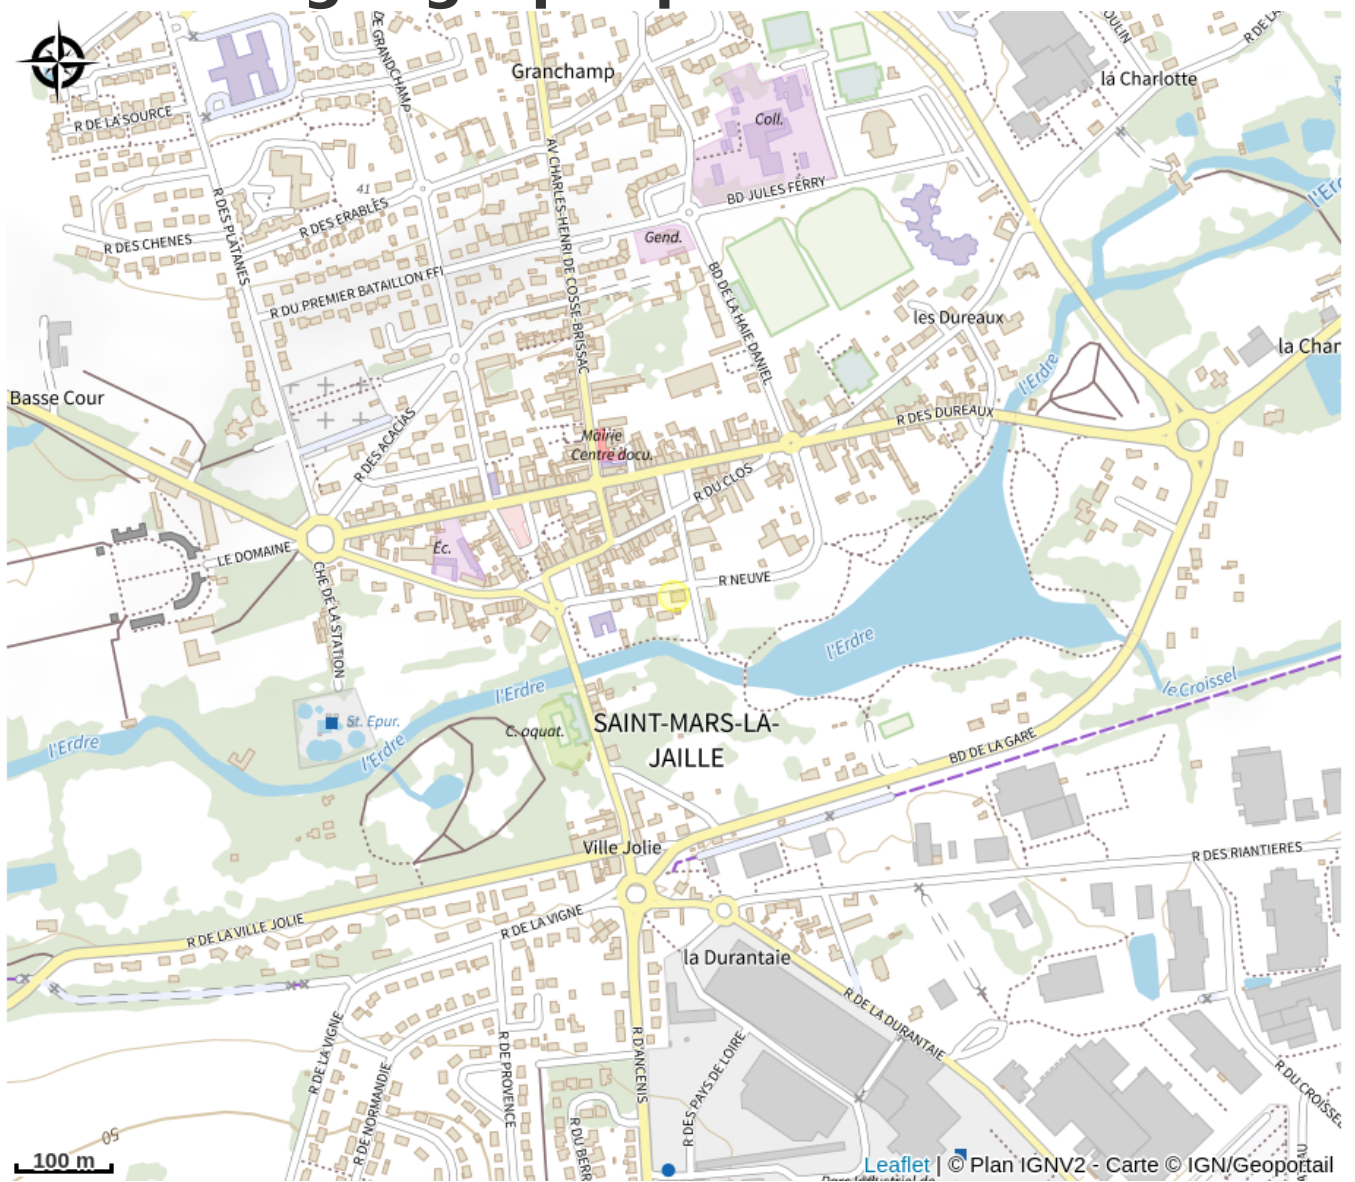 DE GRANDCHAMP
OULIN
R DE LA
Granchamp
la Charlotte
R DE LA SOURCE
Coll.
AV CHARLES-HENRI DE COSSE-BRISSAC
41
BD JULES FERRY
l'Erd
R DES PLATANES
R DES ERABLES
R DES CHENES
Gend.
R DU PREMIER BATAILLON FFI
BD DE LA HAIE DANIEL
les Dureaux
la Char
l'Erdre
Basse Cour
R DES DUREAUX
R DES ACACIAS
Mairie
Centre docu.
R DU CLOS
Éc.
LE DOMAINE
CHE DE LA STATION
R NEUVE
l'Erdre
l'Erdre
le Croissel
St. Epur.
l'Erdre
l'Erdre
C. aquat.
SAINT-MARS-LA-
JAILLE
BD DE LA GARE
Ville Jolie
R DES RIANTIERES
R DE LA VILLE JOLIE
R DE LA VIGNE
la Durantaie
R DE LA DURANTAIE
R DE LA VIGNE
R DE NORMANDIE
R DE PROVENCE
R D'ANCENIS
R DES PAYS DE LOIRE
R DU CROISSEL
R DU BERR
50
100 m
Leaflet | © Plan IGNV2 - Carte © IGN/Geoportail